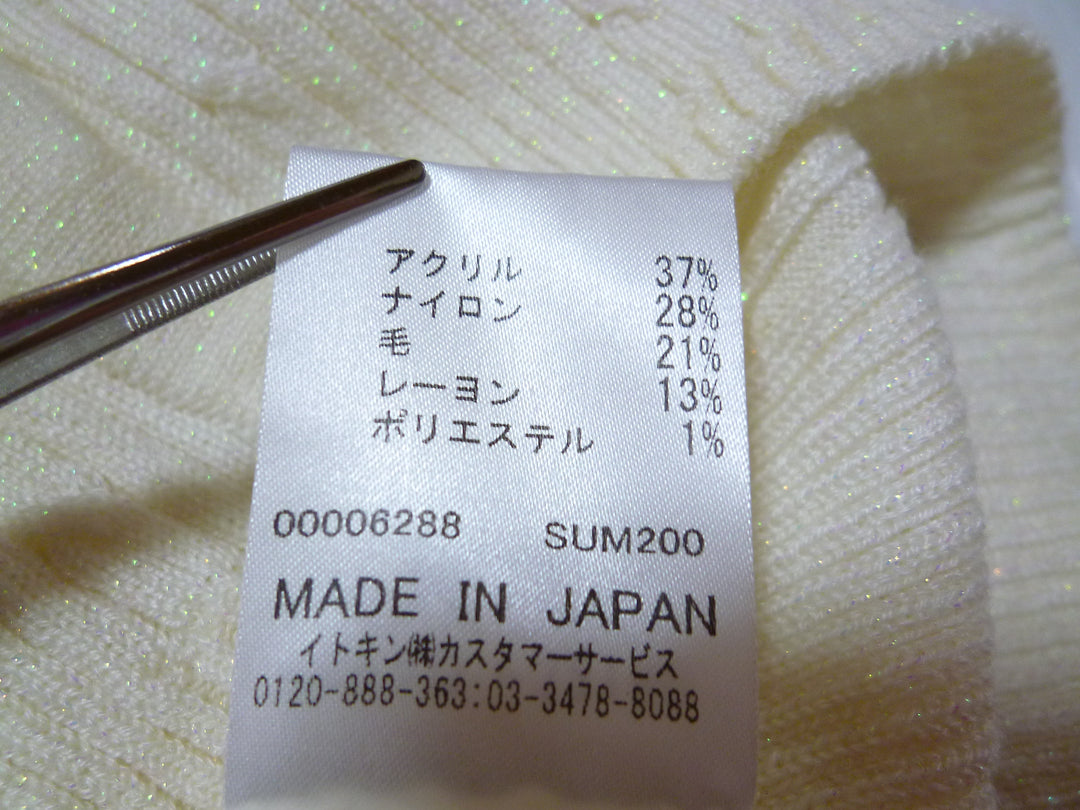 アクリル 37%
ナイロン 28%
毛 21%
レーヨン 13%
ポリエステル 1%
00006288 SUM200
MADE IN JAPAN
イトキン㈱カスタマーサービス
0120-888-363:03-3478-8088